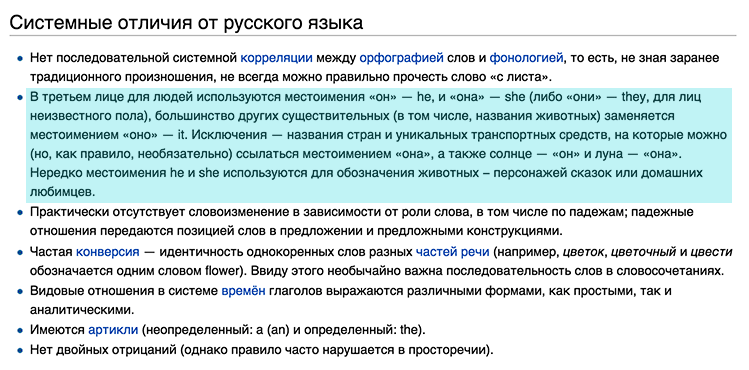 Системные отличия от русского языка
Нет последовательной системной корреляции между орфографией слов и фонологией, то есть, не зная заранее
традиционного произношения, не всегда можно правильно прочесть слово «с листа».
В третьем лице для людей используются местоимения «он» — he, и «она» — she (либо «они» — they, для лиц
неизвестного пола), большинство других существительных (в том числе, названия животных) заменяется
местоимением «оно» — it. Исключения — названия стран и уникальных транспортных средств, на которые можно
(но, как правило, необязательно) ссылаться местоимением «она», а также солнце — «он» и луна — «она».
Нередко местоимения he и she используются для обозначения животных – персонажей сказок или домашних
любимцев.
Практически отсутствует словоизменение в зависимости от роли слова, в том числе по падежам; падежные
отношения передаются позицией слов в предложении и предложными конструкциями.
Частая конверсия — идентичность однокоренных слов разных частей речи (например, цветок, цветочный и цвести
обозначается одним словом flower). Ввиду этого необычайно важна последовательность слов в словосочетаниях.
Видовые отношения в системе времён глаголов выражаются различными формами, как простыми, так и
аналитическими.
Имеются артикли (неопределенный: a (an) и определенный: the).
Нет двойных отрицаний (однако правило часто нарушается в просторечии).